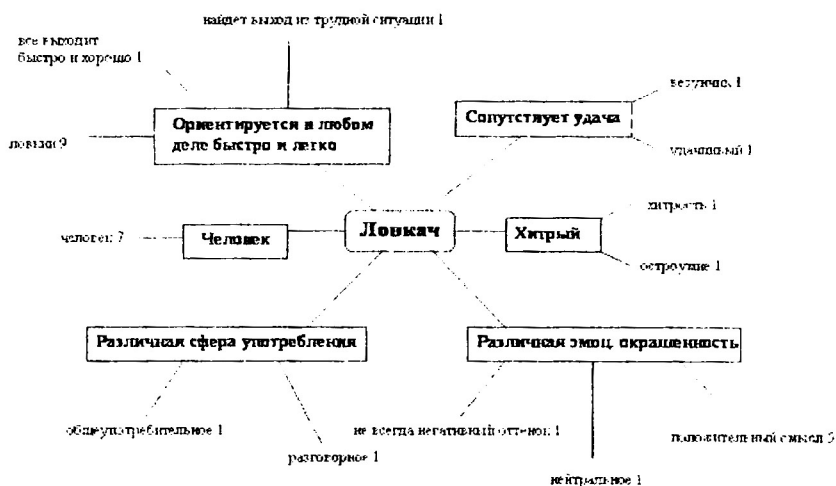 найдет выход из трудной ситуации 1
все выходит
быстро и хорошо 1
везунчик 1
Ориентируется в любом
деле быстро и легко
Сопутствует удача
ловкий 9
удачливый 1
хитрость 1
человек 7
Человек
Ловкач
Хитрый
остроумие 1
Различная сфера употребления
Различная эмоц. окрашенность
общеупотребительное 1
не всегда негативный оттенок 1
положительный смысл
разговорное 1
нейтральное 1